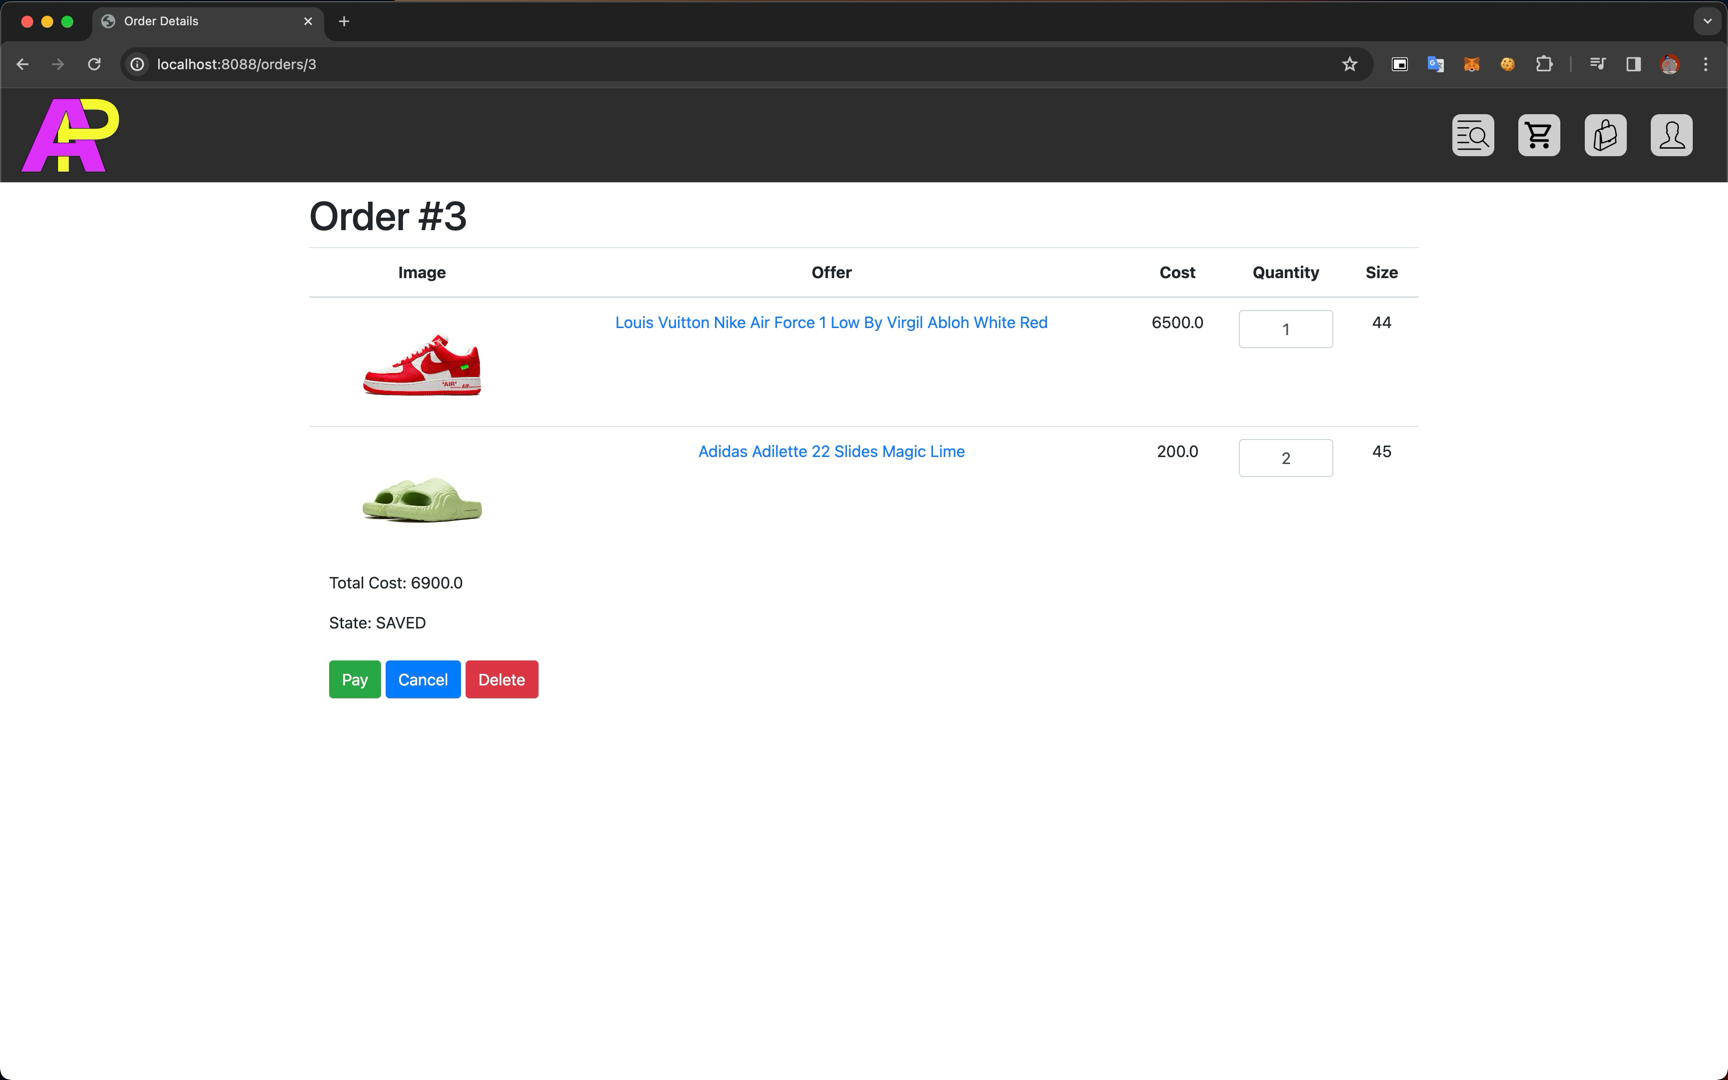 Order Details
localhost:8088/orders/3
AP
Order #3
Image Offer Cost Quantity Size
Louis Vuitton Nike Air Force 1 Low By Virgil Abloh White Red 6500.0 1 44
"AIR"
Adidas Adilette 22 Slides Magic Lime 200.0 2 45
Total Cost: 6900.0
State: SAVED
Pay Cancel Delete